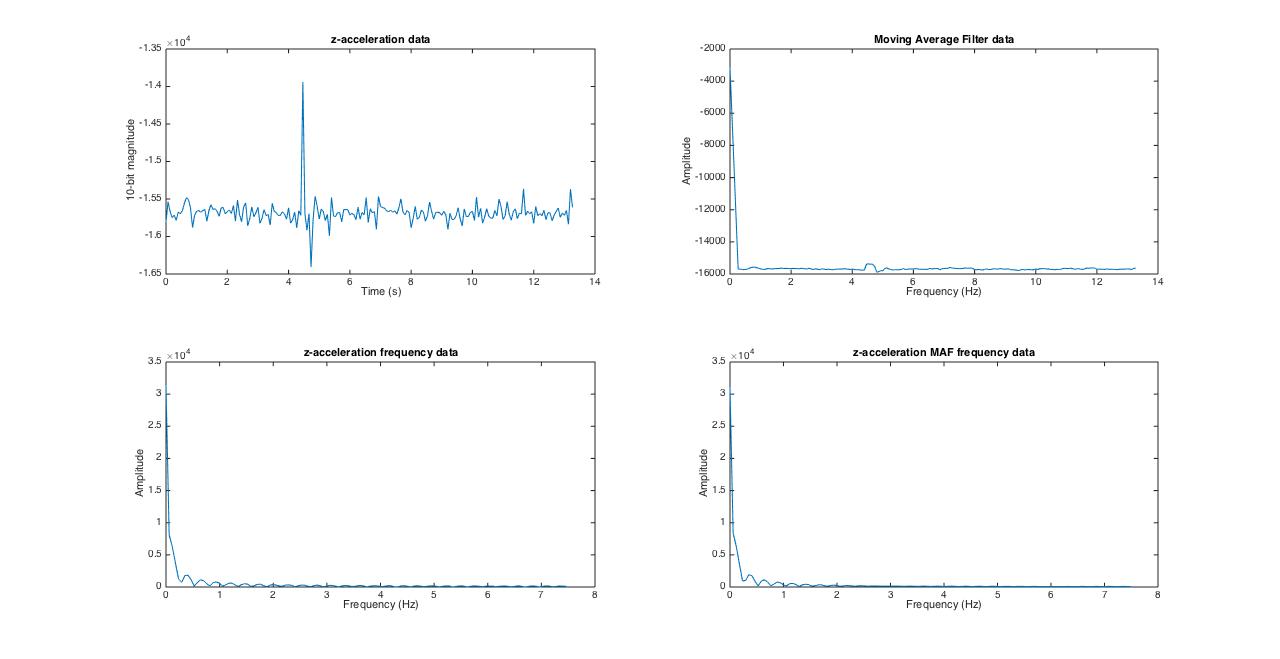 z-acceleration data
×10^4
-1.35
-1.4
-1.45
-1.5
-1.55
-1.6
-1.65
10-bit magnitude
0 2 4 6 8 10 12 14
Time (s)
Moving Average Filter data
-2000
-4000
-6000
-8000
-10000
-12000
-14000
-16000
Amplitude
0 2 4 6 8 10 12 14
Frequency (Hz)
z-acceleration frequency data
×10^4
3.5
3
2.5
2
1.5
1
0.5
0
Amplitude
0 1 2 3 4 5 6 7 8
Frequency (Hz)
z-acceleration MAF frequency data
×10^4
3.5
3
2.5
2
1.5
1
0.5
0
Amplitude
0 1 2 3 4 5 6 7 8
Frequency (Hz)